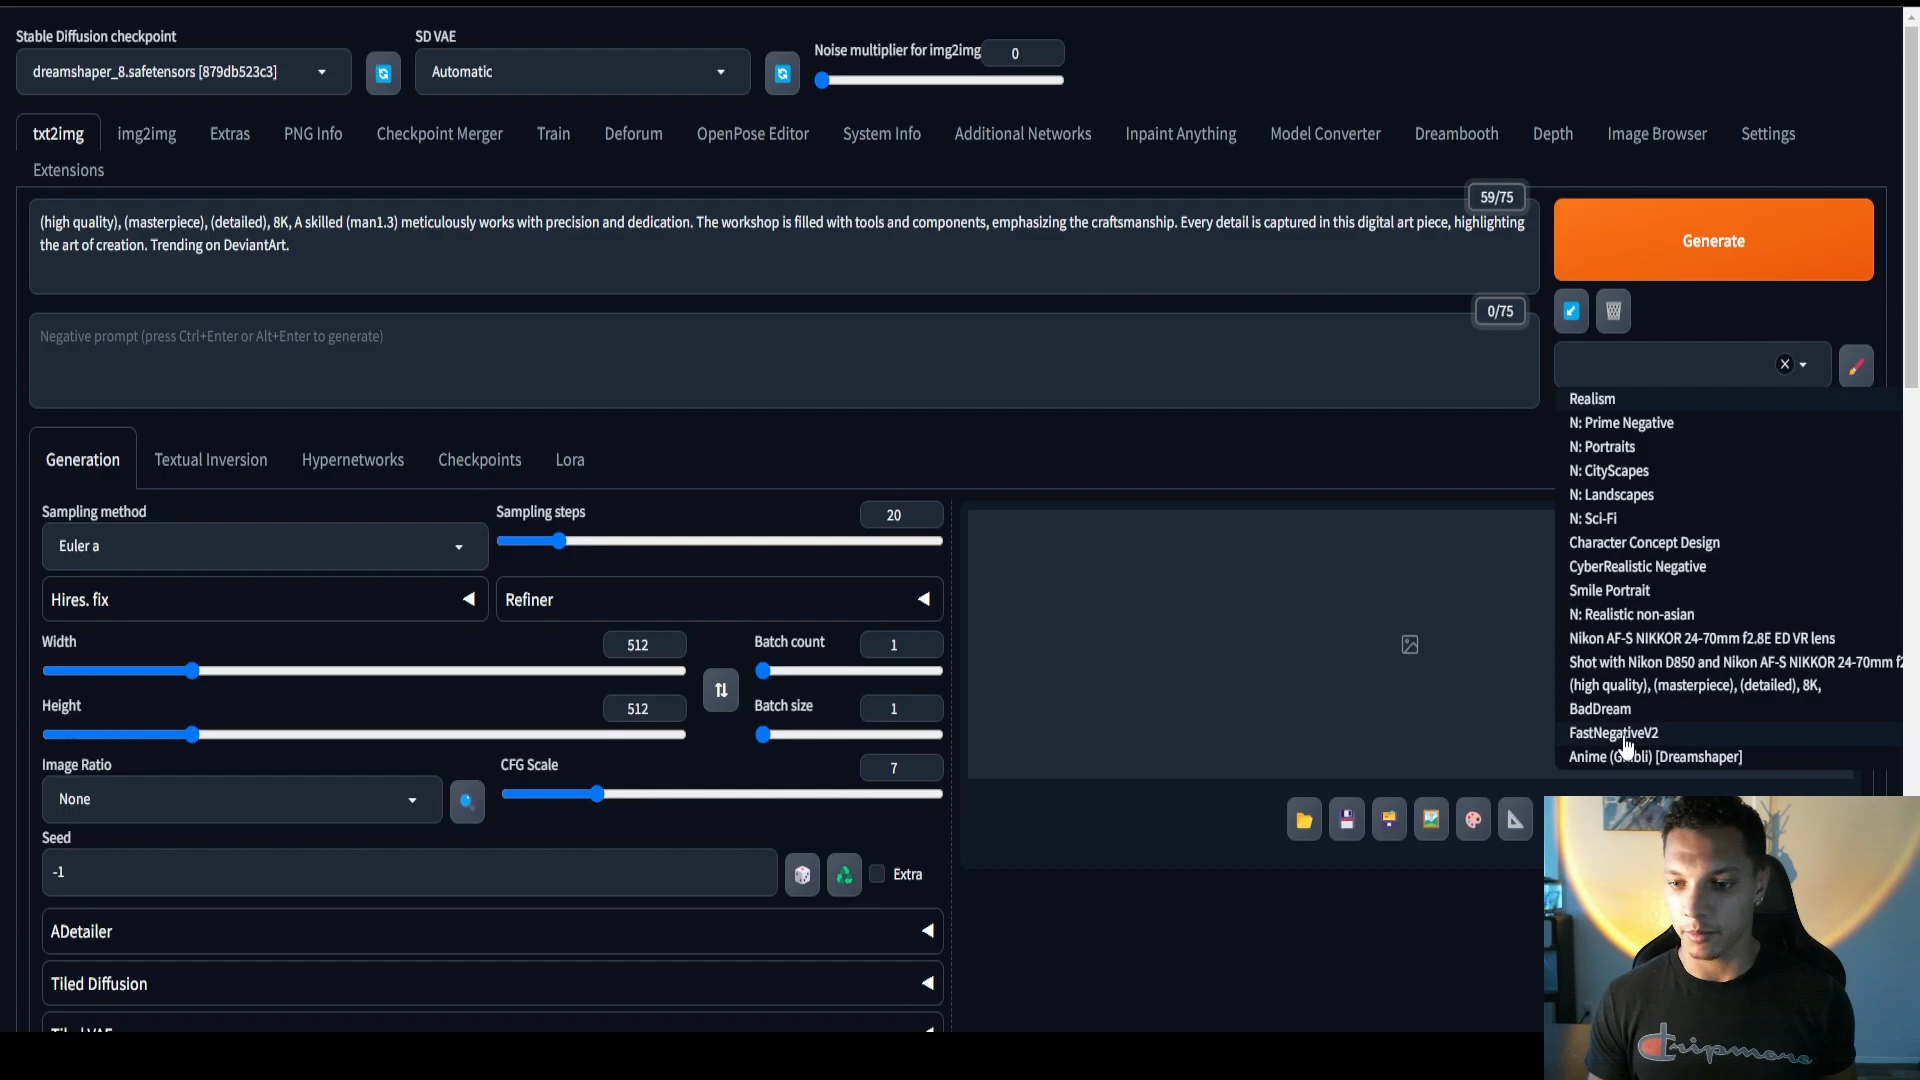 Stable Diffusion checkpoint
dreamshaper_8.safetensors [879db523c3]
SD VAE
Automatic
Noise multiplier for img2img
0
txt2img
img2img
Extras
PNG Info
Checkpoint Merger
Train
Deforum
OpenPose Editor
System Info
Additional Networks
Inpaint Anything
Model Converter
Dreambooth
Depth
Image Browser
Settings
Extensions
59/75
(high quality), (masterpiece), (detailed), 8K, A skilled (man1.3) meticulously works with precision and dedication. The workshop is filled with tools and components, emphasizing the craftsmanship. Every detail is captured in this digital art piece, highlighting
the art of creation. Trending on DeviantArt.
Generate
0/75
Negative prompt (press Ctrl+Enter or Alt+Enter to generate)
Realism
N: Prime Negative
N: Portraits
N: CityScapes
N: Landscapes
N: Sci-Fi
Character Concept Design
CyberRealistic Negative
Smile Portrait
N: Realistic non-asian
Nikon AF-S NIKKOR 24-70mm f2.8E ED VR lens
Shot with Nikon D850 and Nikon AF-S NIKKOR 24-70mm f2
(high quality), (masterpiece), (detailed), 8K,
BadDream
FastNegativeV2
Anime (Ghibli) [Dreamshaper]
Generation
Textual Inversion
Hypernetworks
Checkpoints
Lora
Sampling method
Euler a
Sampling steps
20
Hires. fix
Refiner
Width
512
Batch count
1
Height
512
Batch size
1
Image Ratio
None
CFG Scale
7
Seed
-1
Extra
ADetailer
Tiled Diffusion
Tiled VAE
tripmore